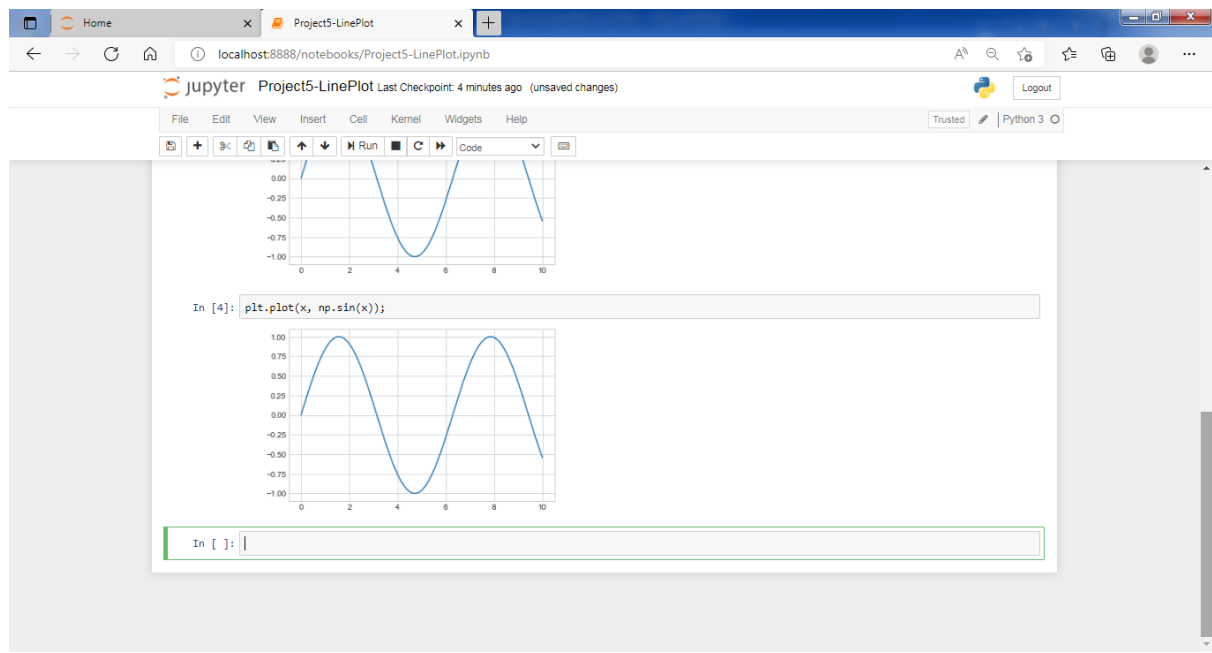 Home
Project5-LinePlot
localhost:8888/notebooks/Project5-LinePlot.ipynb
jupyter Project5-LinePlot Last Checkpoint: 4 minutes ago (unsaved changes)
Logout
File Edit View Insert Cell Kernel Widgets Help
Trusted
Python 3
Run
Code
0.00
−0.25
−0.50
−0.75
−1.00
0 2 4 6 8 10
In [4]: plt.plot(x, np.sin(x));
1.00
0.75
0.50
0.25
0.00
−0.25
−0.50
−0.75
−1.00
0 2 4 6 8 10
In [ ]: